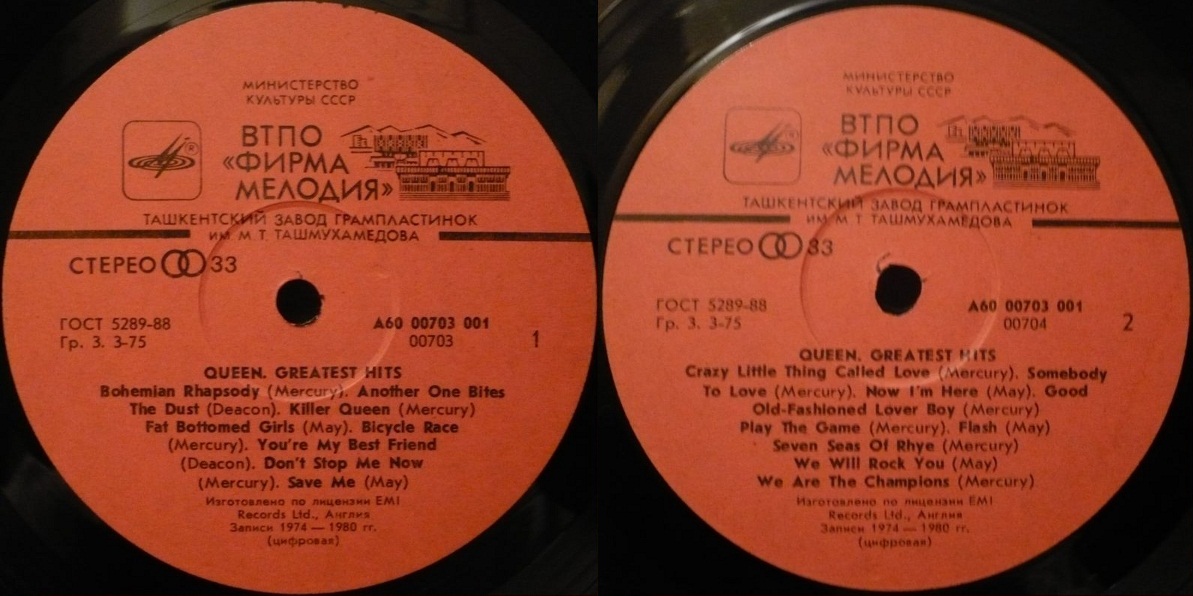 МИНИСТЕРСТВО
КУЛЬТУРЫ СССР
ВТПО
«ФИРМА
МЕЛОДИЯ»
ТАШКЕНТСКИЙ ЗАВОД ГРАМПЛАСТИНОК
ИМ. М. Т. ТАШМУХАМЕДОВА
СТЕРЕО 33
ГОСТ 5289-88
Гр. 3. 3-75
А60 00703 001
00703
1
QUEEN. GREATEST HITS
Bohemian Rhapsody (Mercury). Another One Bites
The Dust (Deacon). Killer Queen (Mercury)
Fat Bottomed Girls (May). Bicycle Race
(Mercury). You're My Best Friend
(Deacon). Don't Stop Me Now
(Mercury). Save Me (May)
Изготовлено по лицензии EMI
Records Ltd., Англия
Записи 1974 — 1980 гг.
(цифровая)
МИНИСТЕРСТВО
КУЛЬТУРЫ СССР
ВТПО
«ФИРМА
МЕЛОДИЯ»
ТАШКЕНТСКИЙ ЗАВОД ГРАМПЛАСТИНОК
ИМ. М. Т. ТАШМУХАМЕДОВА
СТЕРЕО 33
ГОСТ 5289-88
Гр. 3. 3-75
А60 00703 001
00704
2
QUEEN. GREATEST HITS
Crazy Little Thing Called Love (Mercury). Somebody
To Love (Mercury). Now I'm Here (May). Good
Old-Fashioned Lover Boy (Mercury)
Play The Game (Mercury). Flash (May)
Seven Seas Of Rhye (Mercury)
We Will Rock You (May)
We Are The Champions (Mercury)
Изготовлено по лицензии EMI
Records Ltd., Англия
Записи 1974 — 1980 гг.
(цифровая)